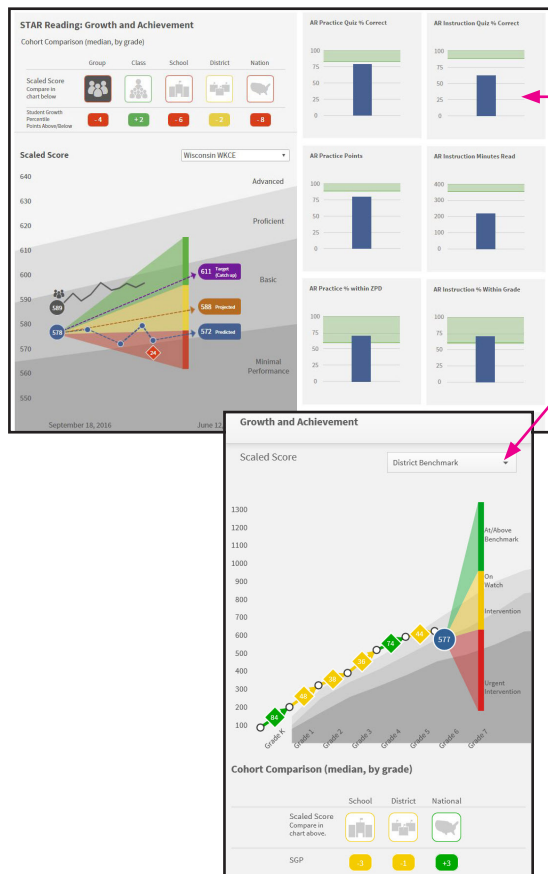 STAR Reading: Growth and Achievement
Cohort Comparison (median, by grade)
Group Class School District Nation
Scaled Score
Compare in
chart below
Student Growth
Percentile
Points Above/Below
- 4 + 2 - 6 - 2 - 8
Scaled Score
Wisconsin WKCE
640
630
620
610
600
590
580
570
560
550
Advanced
Proficient
Basic
Minimal
Performance
589
578
24
611 Target
(Catch up)
588 Projected
572 Predicted
September 18, 2016
June 12,
AR Practice Quiz % Correct
100
75
50
25
0
AR Instruction Quiz % Correct
100
75
50
25
0
AR Practice Points
100
75
50
25
0
AR Instruction Minutes Read
400
300
200
100
0
AR Practice % within ZPD
100
75
50
25
0
AR Instruction % Within Grade
100
75
50
25
0
Growth and Achievement
Scaled Score
District Benchmark
1300
1200
1100
1000
900
800
700
600
500
400
300
200
100
At/Above
Benchmark
On
Watch
Intervention
Urgent
Intervention
84
48
38
36
74
44
577
Grade K
Grade 1
Grade 2
Grade 3
Grade 4
Grade 5
Grade 6
Grade 7
Cohort Comparison (median, by grade)
School District National
Scaled Score
Compare in
chart above.
SGP
-3 -1 +3